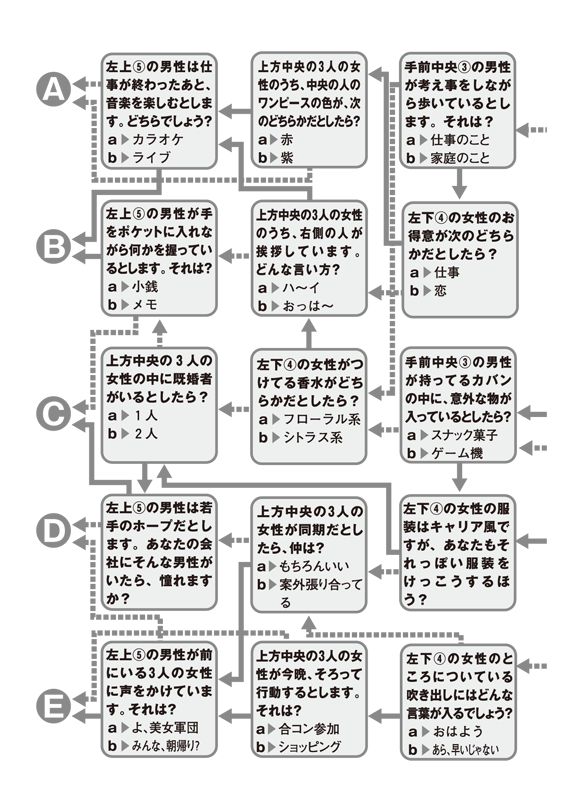 A
B
C
D
E
左上⑤の男性は仕
事が終わったあと、
音楽を楽しむとしま
す。どちらでしょう?
a▶カラオケ
b▶ライブ
上方中央の3人の女
性のうち、中央の人の
ワンピースの色が、次
のどちらかだとしたら?
a▶赤
b▶紫
手前中央③の男性
が考え事をしなが
ら歩いているとし
ます。それは?
a▶仕事のこと
b▶家庭のこと
左上⑤の男性が手
をポケットに入れな
がら何かを握ってい
るとします。それは?
a▶小銭
b▶メモ
上方中央の3人の女性
のうち、右側の人が
挨拶しています。
どんな言い方?
a▶ハ〜イ
b▶おっは〜
左下④の女性のお
得意が次のどちら
かだとしたら?
a▶仕事
b▶恋
上方中央の3人の
女性の中に既婚者
がいるとしたら?
a▶1人
b▶2人
左下④の女性がつ
けてる香水がどち
らかだとしたら?
a▶フローラル系
b▶シトラス系
手前中央③の男性
が持ってるカバン
の中に、意外な物が
入っているとしたら?
a▶スナック菓子
b▶ゲーム機
左上⑤の男性は若
手のホープだとし
ます。あなたの会
社にそんな男性が
いたら、憧れます
か?
上方中央の3人の
女性が同期だとし
たら、仲は?
a▶もちろんいい
b▶案外張り合って
る
左下④の女性の服
装はキャリア風で
すが、あなたもそ
れっぽい服装を
けっこうするほ
う?
左上⑤の男性が前
にいる3人の女性
に声をかけていま
す。それは?
a▶よ、美女軍団
b▶みんな、朝帰り?
上方中央の3人の女
性が今晩、そろって
行動するとします。
それは?
a▶合コン参加
b▶ショッピング
左下④の女性のと
ころについている
吹き出しにはどんな
言葉が入るでしょう?
a▶おはよう
b▶あら、早いじゃない